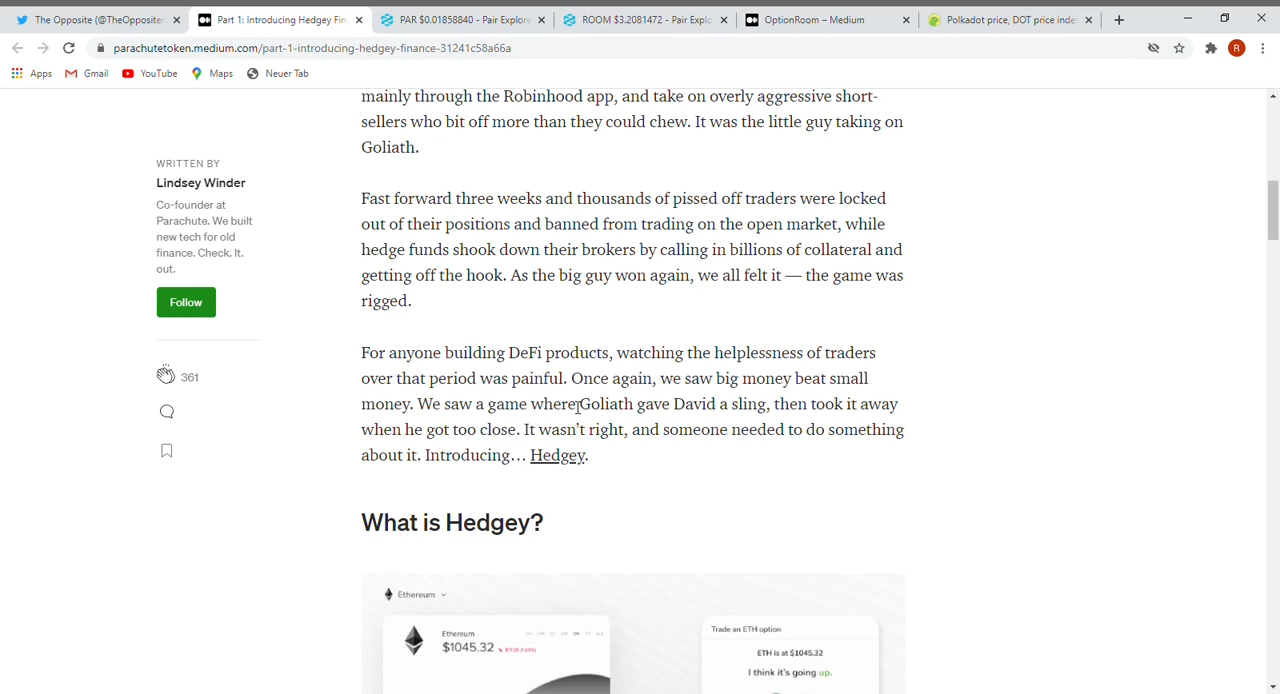 The Opposite (@TheOppositer
Part 1: Introducing Hedgey Fin
PAR $0.01858840 - Pair Explore
ROOM $3.2081472 - Pair Explo
OptionRoom – Medium
Polkadot price, DOT price inde
parachutetoken.medium.com/part-1-introducing-hedgey-finance-31241c58a66a
R
Apps
Gmail
YouTube
Maps
Neuer Tab
mainly through the Robinhood app, and take on overly aggressive short-
sellers who bit off more than they could chew. It was the little guy taking on
Goliath.
WRITTEN BY
Lindsey Winder
Co-founder at
Parachute. We built
new tech for old
finance. Check. It.
out.
Follow
361
Fast forward three weeks and thousands of pissed off traders were locked
out of their positions and banned from trading on the open market, while
hedge funds shook down their brokers by calling in billions of collateral and
getting off the hook. As the big guy won again, we all felt it — the game was
rigged.
For anyone building DeFi products, watching the helplessness of traders
over that period was painful. Once again, we saw big money beat small
money. We saw a game where Goliath gave David a sling, then took it away
when he got too close. It wasn’t right, and someone needed to do something
about it. Introducing… Hedgey.
What is Hedgey?
Ethereum
Ethereum
$1045.32
Trade an ETH option
ETH is at $1045.32
I think it's going up.